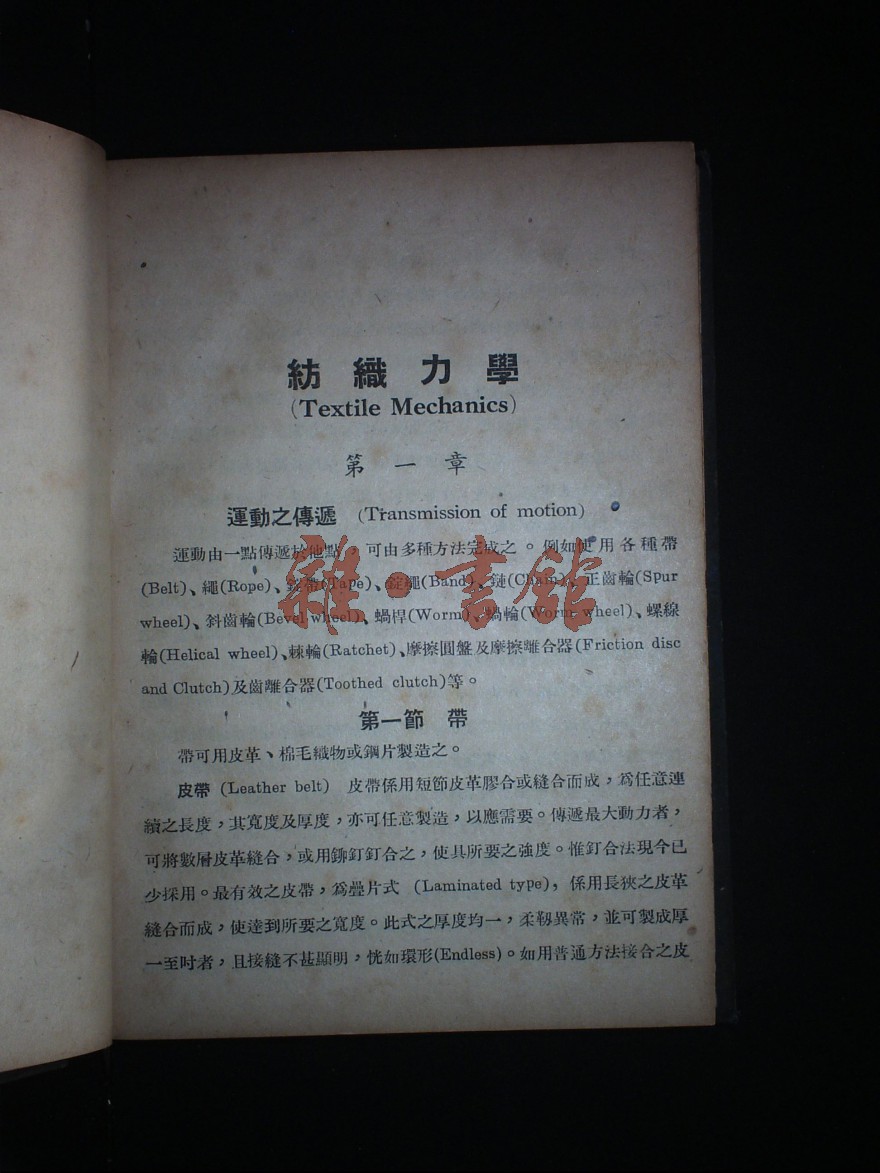 紡織力學
(Textile Mechanics)
第一章
運動之傳遞 (Transmission of motion)
運動由一點傳遞於他點,可由多種方法完成之。例如使用各種帶
(Belt)、繩(Rope)、錠帶(Tape)、錠繩(Band)、鏈(Chain)、正齒輪(Spur
wheel)、斜齒輪(Bevel wheel)、蝸桿(Worm)、蝸輪(Worm wheel)、螺線
輪(Helical wheel)、棘輪(Ratchet)、摩擦圓盤及摩擦離合器(Friction disc
and Clutch)及齒離合器(Toothed clutch)等。
第一節 帶
帶可用皮革、棉毛織物或鋼片製造之。
皮帶 (Leather belt) 皮帶係用短節皮革膠合或縫合而成,爲任意連
續之長度,其寬度及厚度,亦可任意製造,以應需要。傳遞最大動力者,
可將數層皮革縫合,或用鉚釘釘合之,使具所要之強度。惟釘合法現今已
少採用。最有效之皮帶,爲疊片式 (Laminated type), 係用長狹之皮革
縫合而成,使達到所要之寬度。此式之厚度均一,柔韌異常,並可製成厚
一至吋者,且接縫不甚顯明,恍如環形(Endless)。如用普通方法接合之皮
雜·書館